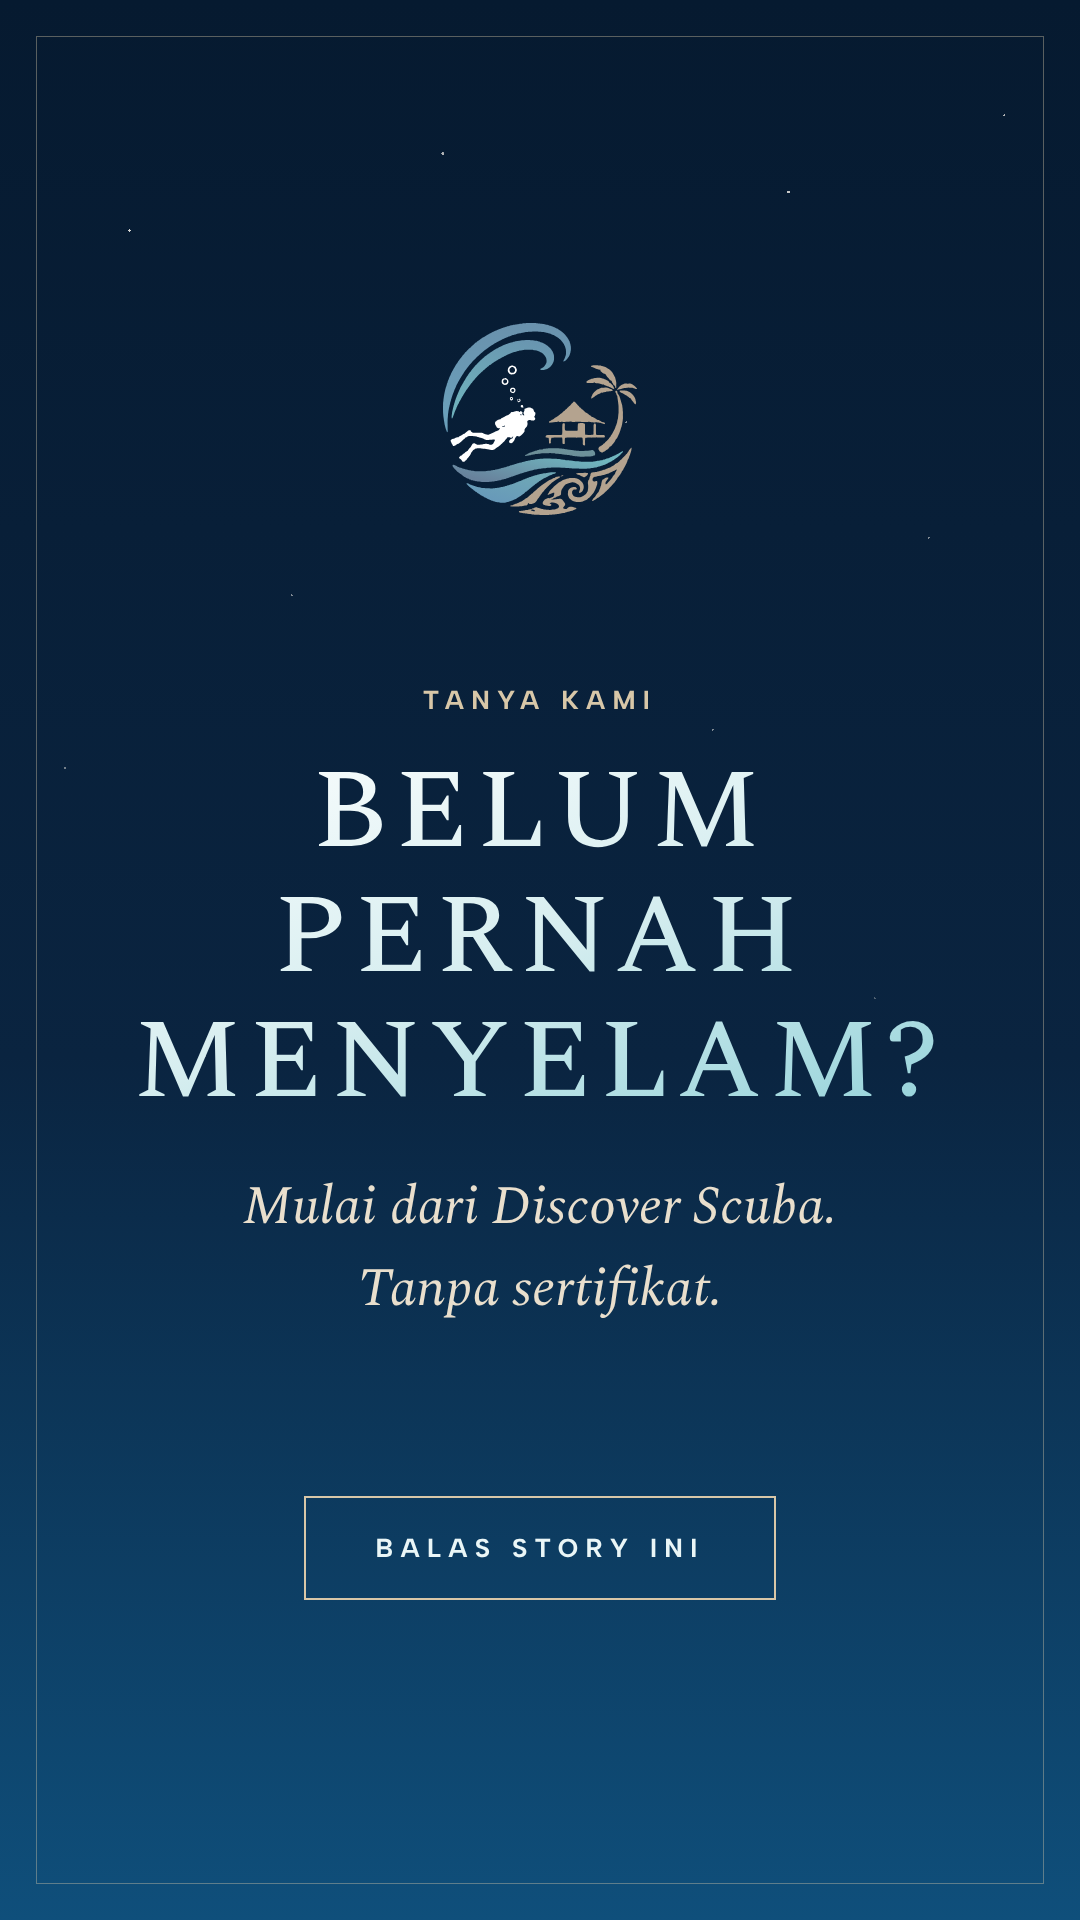 TANYA KAMI
BELUM
PERNAH
MENYELAM?
Mulai dari Discover Scuba.
Tanpa sertifikat.
BALAS STORY INI